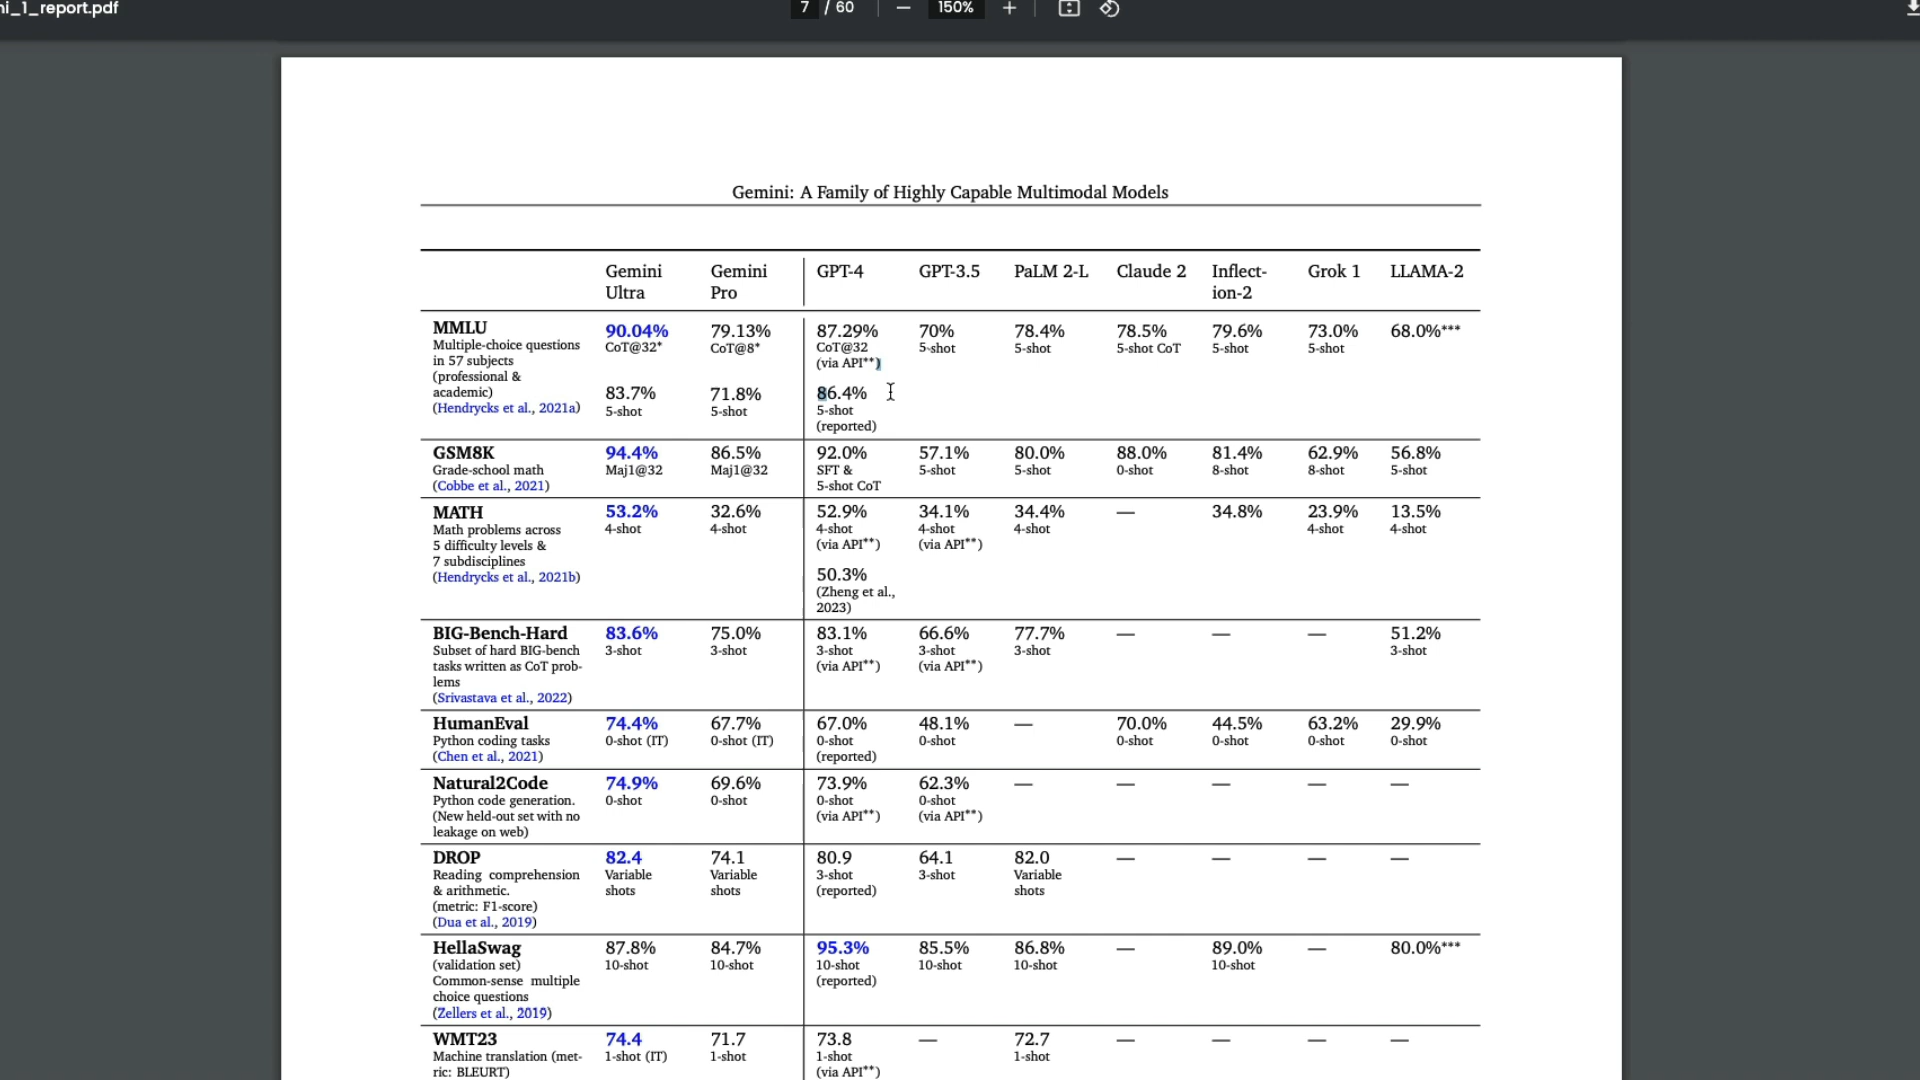 ni_1_report.pdf
7 / 60
150%
Gemini: A Family of Highly Capable Multimodal Models
Gemini Ultra Gemini Pro GPT-4 GPT-3.5 PaLM 2-L Claude 2 Inflect-ion-2 Grok 1 LLAMA-2
MMLU 90.04% 79.13% 87.29% 70% 78.4% 78.5% 79.6% 73.0% 68.0%***
Multiple-choice questions CoT@32* CoT@8* CoT@32 5-shot 5-shot 5-shot CoT 5-shot 5-shot
in 57 subjects (via API**)
(professional &
academic) 83.7% 71.8% 86.4%
(Hendrycks et al., 2021a) 5-shot 5-shot 5-shot
(reported)
GSM8K 94.4% 86.5% 92.0% 57.1% 80.0% 88.0% 81.4% 62.9% 56.8%
Grade-school math Maj1@32 Maj1@32 SFT & 5-shot 5-shot 0-shot 8-shot 8-shot 5-shot
(Cobbe et al., 2021) 5-shot CoT
MATH 53.2% 32.6% 52.9% 34.1% 34.4% — 34.8% 23.9% 13.5%
Math problems across 4-shot 4-shot 4-shot 4-shot 4-shot 4-shot 4-shot
5 difficulty levels & (via API**) (via API**)
7 subdisciplines
(Hendrycks et al., 2021b) 50.3%
(Zheng et al.,
2023)
BIG-Bench-Hard 83.6% 75.0% 83.1% 66.6% 77.7% — — — 51.2%
Subset of hard BIG-bench 3-shot 3-shot 3-shot 3-shot 3-shot 3-shot
tasks written as CoT prob- (via API**) (via API**)
lems
(Srivastava et al., 2022)
HumanEval 74.4% 67.7% 67.0% 48.1% — 70.0% 44.5% 63.2% 29.9%
Python coding tasks 0-shot (IT) 0-shot (IT) 0-shot 0-shot 0-shot 0-shot 0-shot 0-shot
(Chen et al., 2021) (reported)
Natural2Code 74.9% 69.6% 73.9% 62.3% — — — — —
Python code generation. 0-shot 0-shot 0-shot 0-shot
(New held-out set with no (via API**) (via API**)
leakage on web)
DROP 82.4 74.1 80.9 64.1 82.0 — — — —
Reading comprehension Variable Variable 3-shot 3-shot Variable
& arithmetic. shots shots (reported) shots
(metric: F1-score)
(Dua et al., 2019)
HellaSwag 87.8% 84.7% 95.3% 85.5% 86.8% — 89.0% — 80.0%***
(validation set) 10-shot 10-shot 10-shot 10-shot 10-shot 10-shot
Common-sense multiple (reported)
choice questions
(Zellers et al., 2019)
WMT23 74.4 71.7 73.8 — 72.7 — — — —
Machine translation (met- 1-shot (IT) 1-shot 1-shot 1-shot
ric: BLEURT) (via API**)